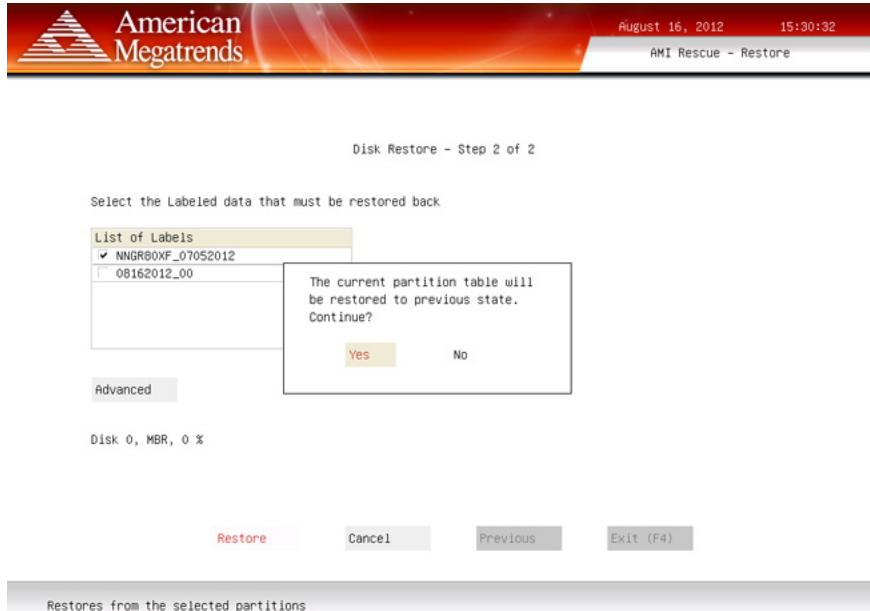 American
Megatrends
August 16, 2012 15:30:32
AMI Rescue - Restore
Disk Restore - Step 2 of 2
Select the Labeled data that must be restored back
List of Labels
NNGR80XF_07052012
08162012_00
The current partition table will
be restored to previous state.
Continue?
Yes No
Advanced
Disk 0, MBR, 0 %
Restore Cancel Previous Exit (F4)
Restores from the selected partitions